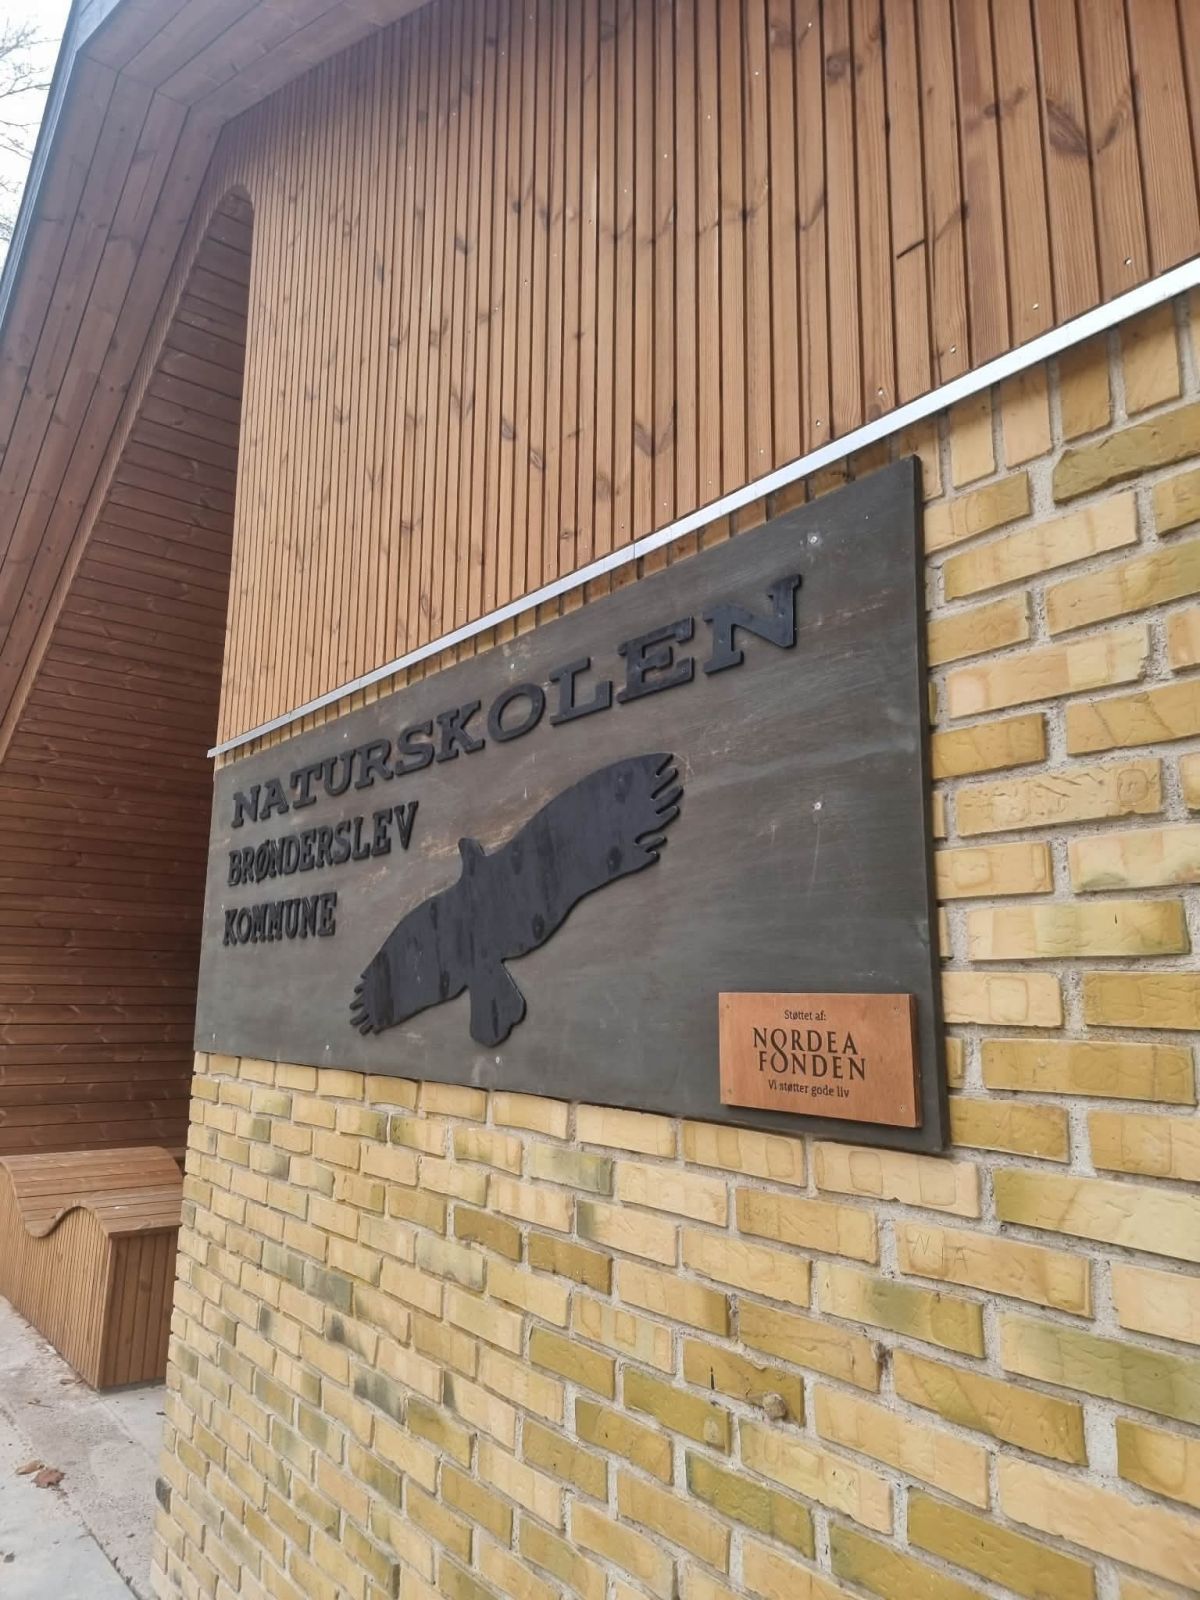 NATURSKOLEN
BRØNDERSLEV
KOMMUNE
Støttet af:
NORDEA
FONDEN
Vi støtter gode liv